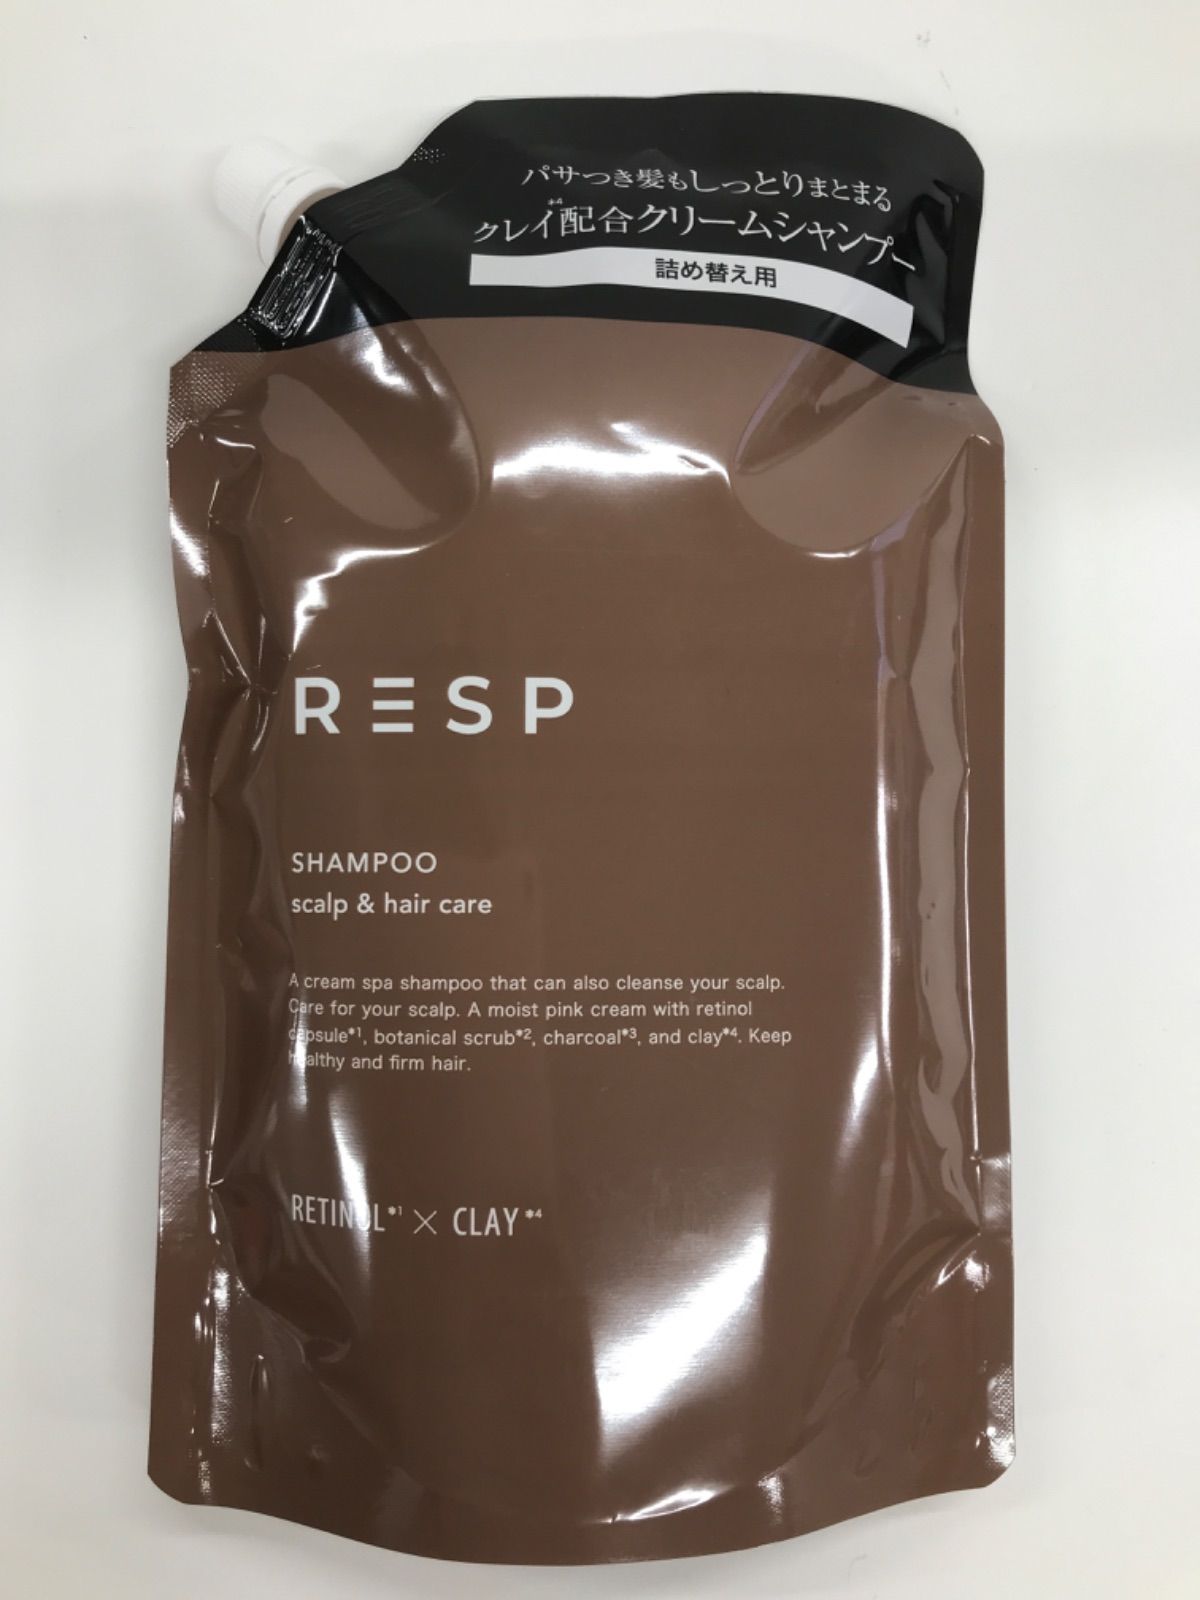 パサつき髪もしっとりまとまる
クレイ*4配合クリームシャンプー
詰め替え用
RESP
SHAMPOO
scalp & hair care
A cream spa shampoo that can also cleanse your scalp.
Care for your scalp. A moist pink cream with retinol
capsule*1, botanical scrub*2, charcoal*3, and clay*4. Keep
healthy and firm hair.
RETINOL*1 × CLAY*4